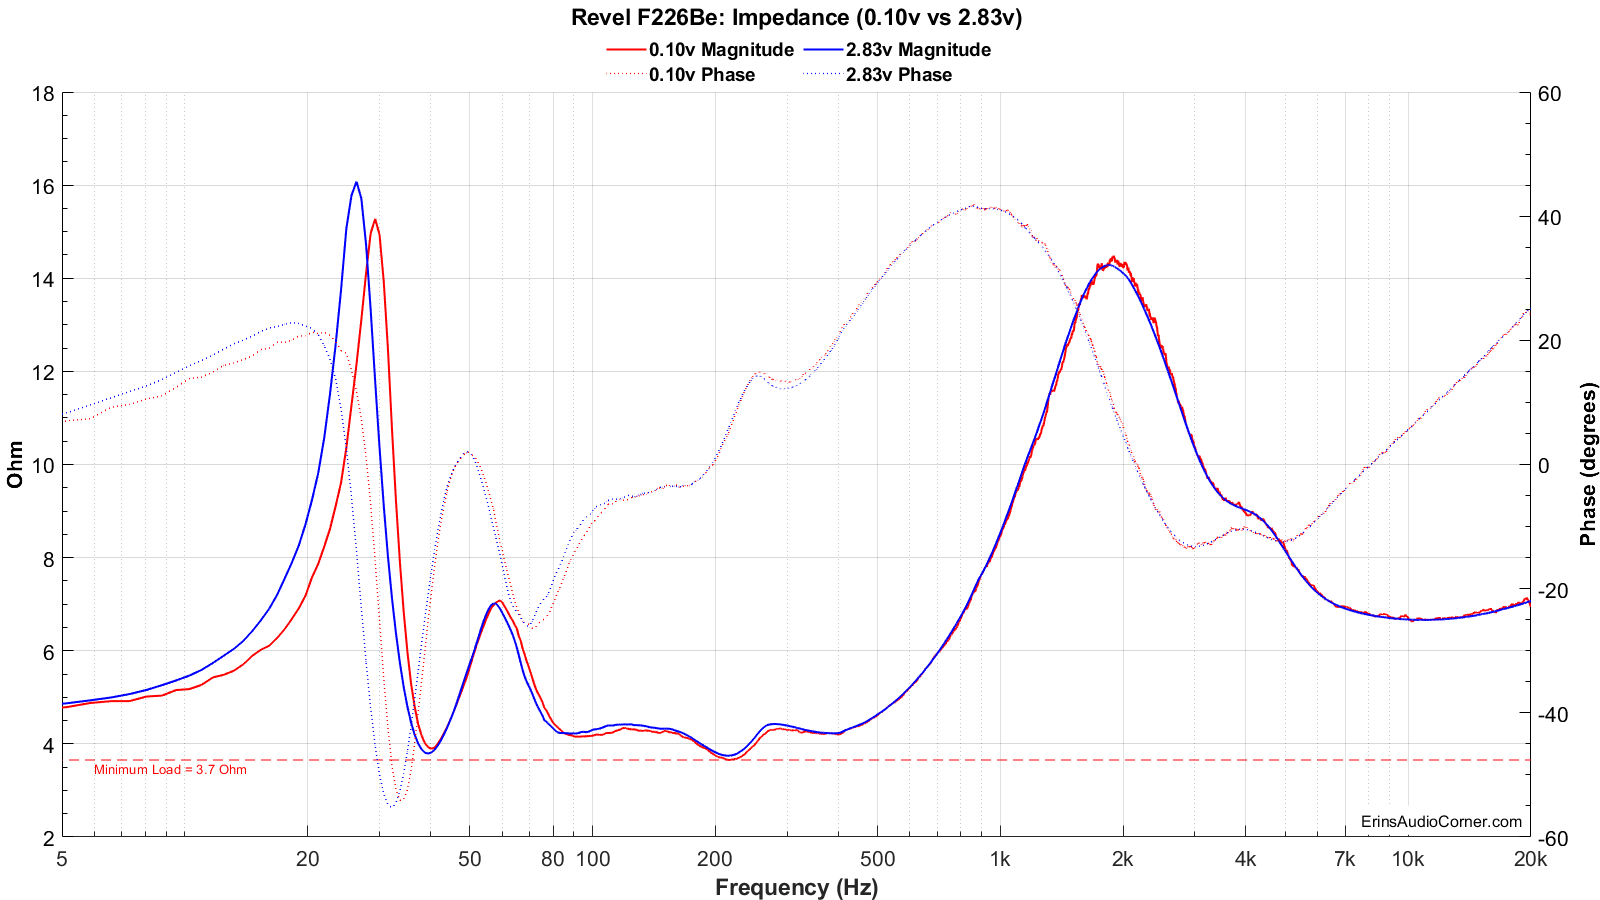 Revel F226Be: Impedance (0.10v vs 2.83v)
0.10v Magnitude 2.83v Magnitude
0.10v Phase 2.83v Phase
18
16
14
12
10
8
6
4
2
Ohm
60
40
20
0
-20
-40
-60
Phase (degrees)
Minimum Load = 3.7 Ohm
ErinsAudioCorner.com
5 20 50 80 100 200 500 1k 2k 4k 7k 10k 20k
Frequency (Hz)